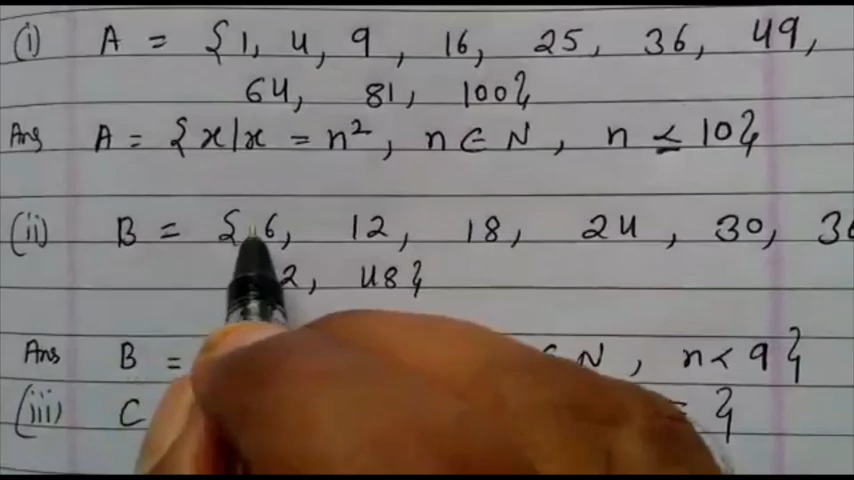 (i) A = {1, 4, 9, 16, 25, 36, 49,
64, 81, 100}
Ans A = {x|x = n², n ∈ N, n ≤ 10}
(ii) B = {6, 12, 18, 24, 30,
2, 48}
Ans B = N, n < 9}
(iii) C = }